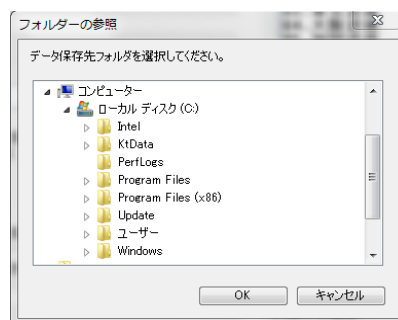 フォルダーの参照
データ保存先フォルダを選択してください。
コンピューター
ローカル ディスク (C:)
Intel
KtData
PerfLogs
Program Files
Program Files (x86)
Update
ユーザー
Windows
OK
キャンセル